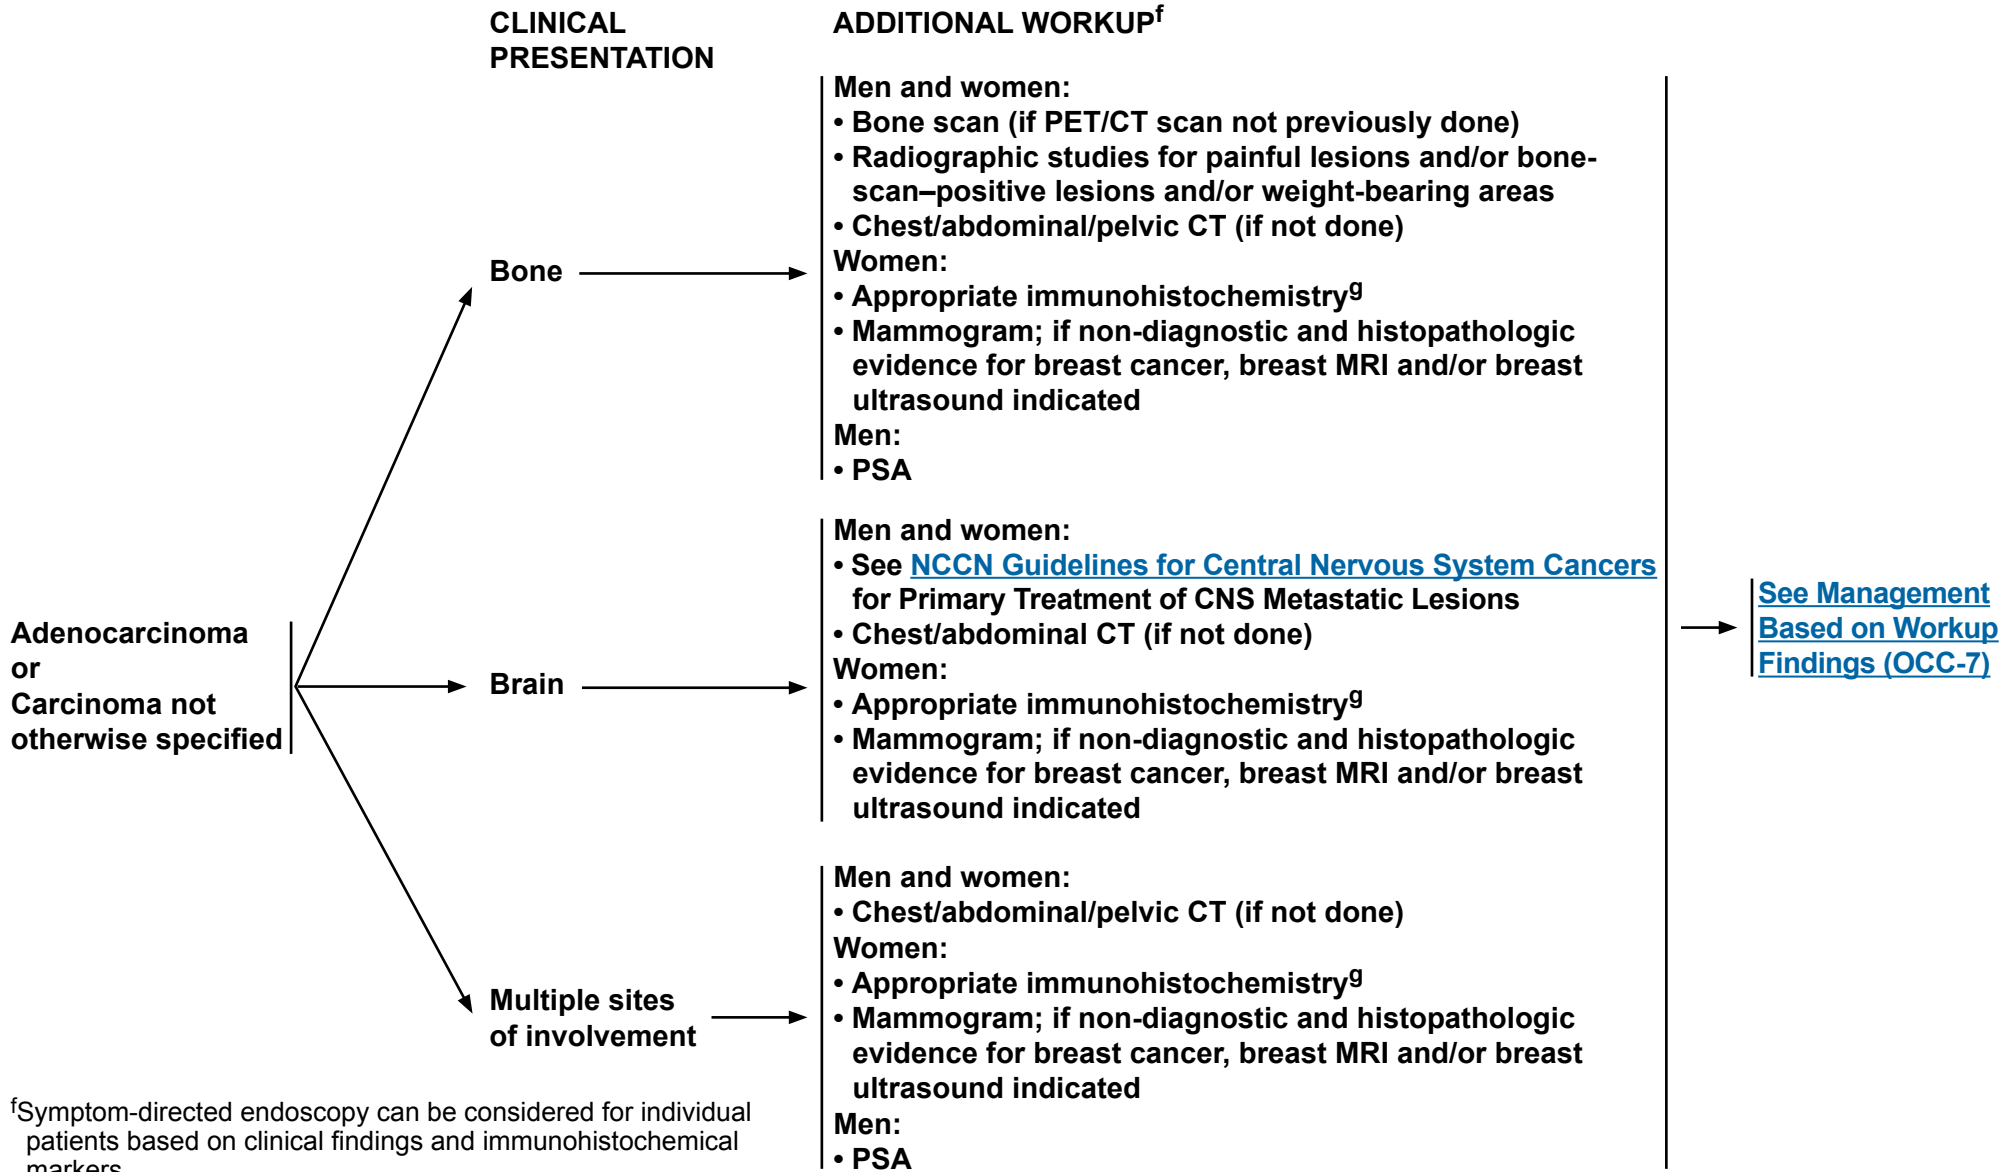 CLINICAL
PRESENTATION
ADDITIONAL WORKUPf
Adenocarcinoma
or
Carcinoma not
otherwise specified
Bone
Men and women:
• Bone scan (if PET/CT scan not previously done)
• Radiographic studies for painful lesions and/or bone-
scan–positive lesions and/or weight-bearing areas
• Chest/abdominal/pelvic CT (if not done)
Women:
• Appropriate immunohistochemistryg
• Mammogram; if non-diagnostic and histopathologic
evidence for breast cancer, breast MRI and/or breast
ultrasound indicated
Men:
• PSA
Brain
Men and women:
• See NCCN Guidelines for Central Nervous System Cancers
for Primary Treatment of CNS Metastatic Lesions
• Chest/abdominal CT (if not done)
Women:
• Appropriate immunohistochemistryg
• Mammogram; if non-diagnostic and histopathologic
evidence for breast cancer, breast MRI and/or breast
ultrasound indicated
Multiple sites
of involvement
Men and women:
• Chest/abdominal/pelvic CT (if not done)
Women:
• Appropriate immunohistochemistryg
• Mammogram; if non-diagnostic and histopathologic
evidence for breast cancer, breast MRI and/or breast
ultrasound indicated
Men:
• PSA
See Management
Based on Workup
Findings (OCC-7)
fSymptom-directed endoscopy can be considered for individual
patients based on clinical findings and immunohistochemical
markers